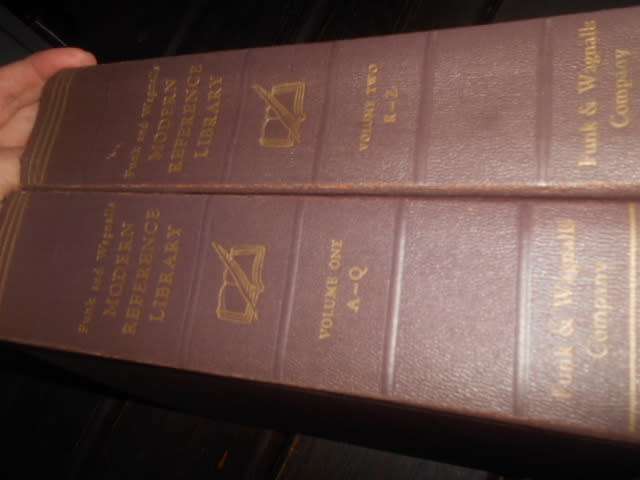 Funk and Wagnalls
MODERN
REFERENCE
LIBRARY
VOLUME TWO
R-Z
Funk & Wagnalls
Company
Funk and Wagnalls
MODERN
REFERENCE
LIBRARY
VOLUME ONE
A-Q
Funk & Wagnalls
Company